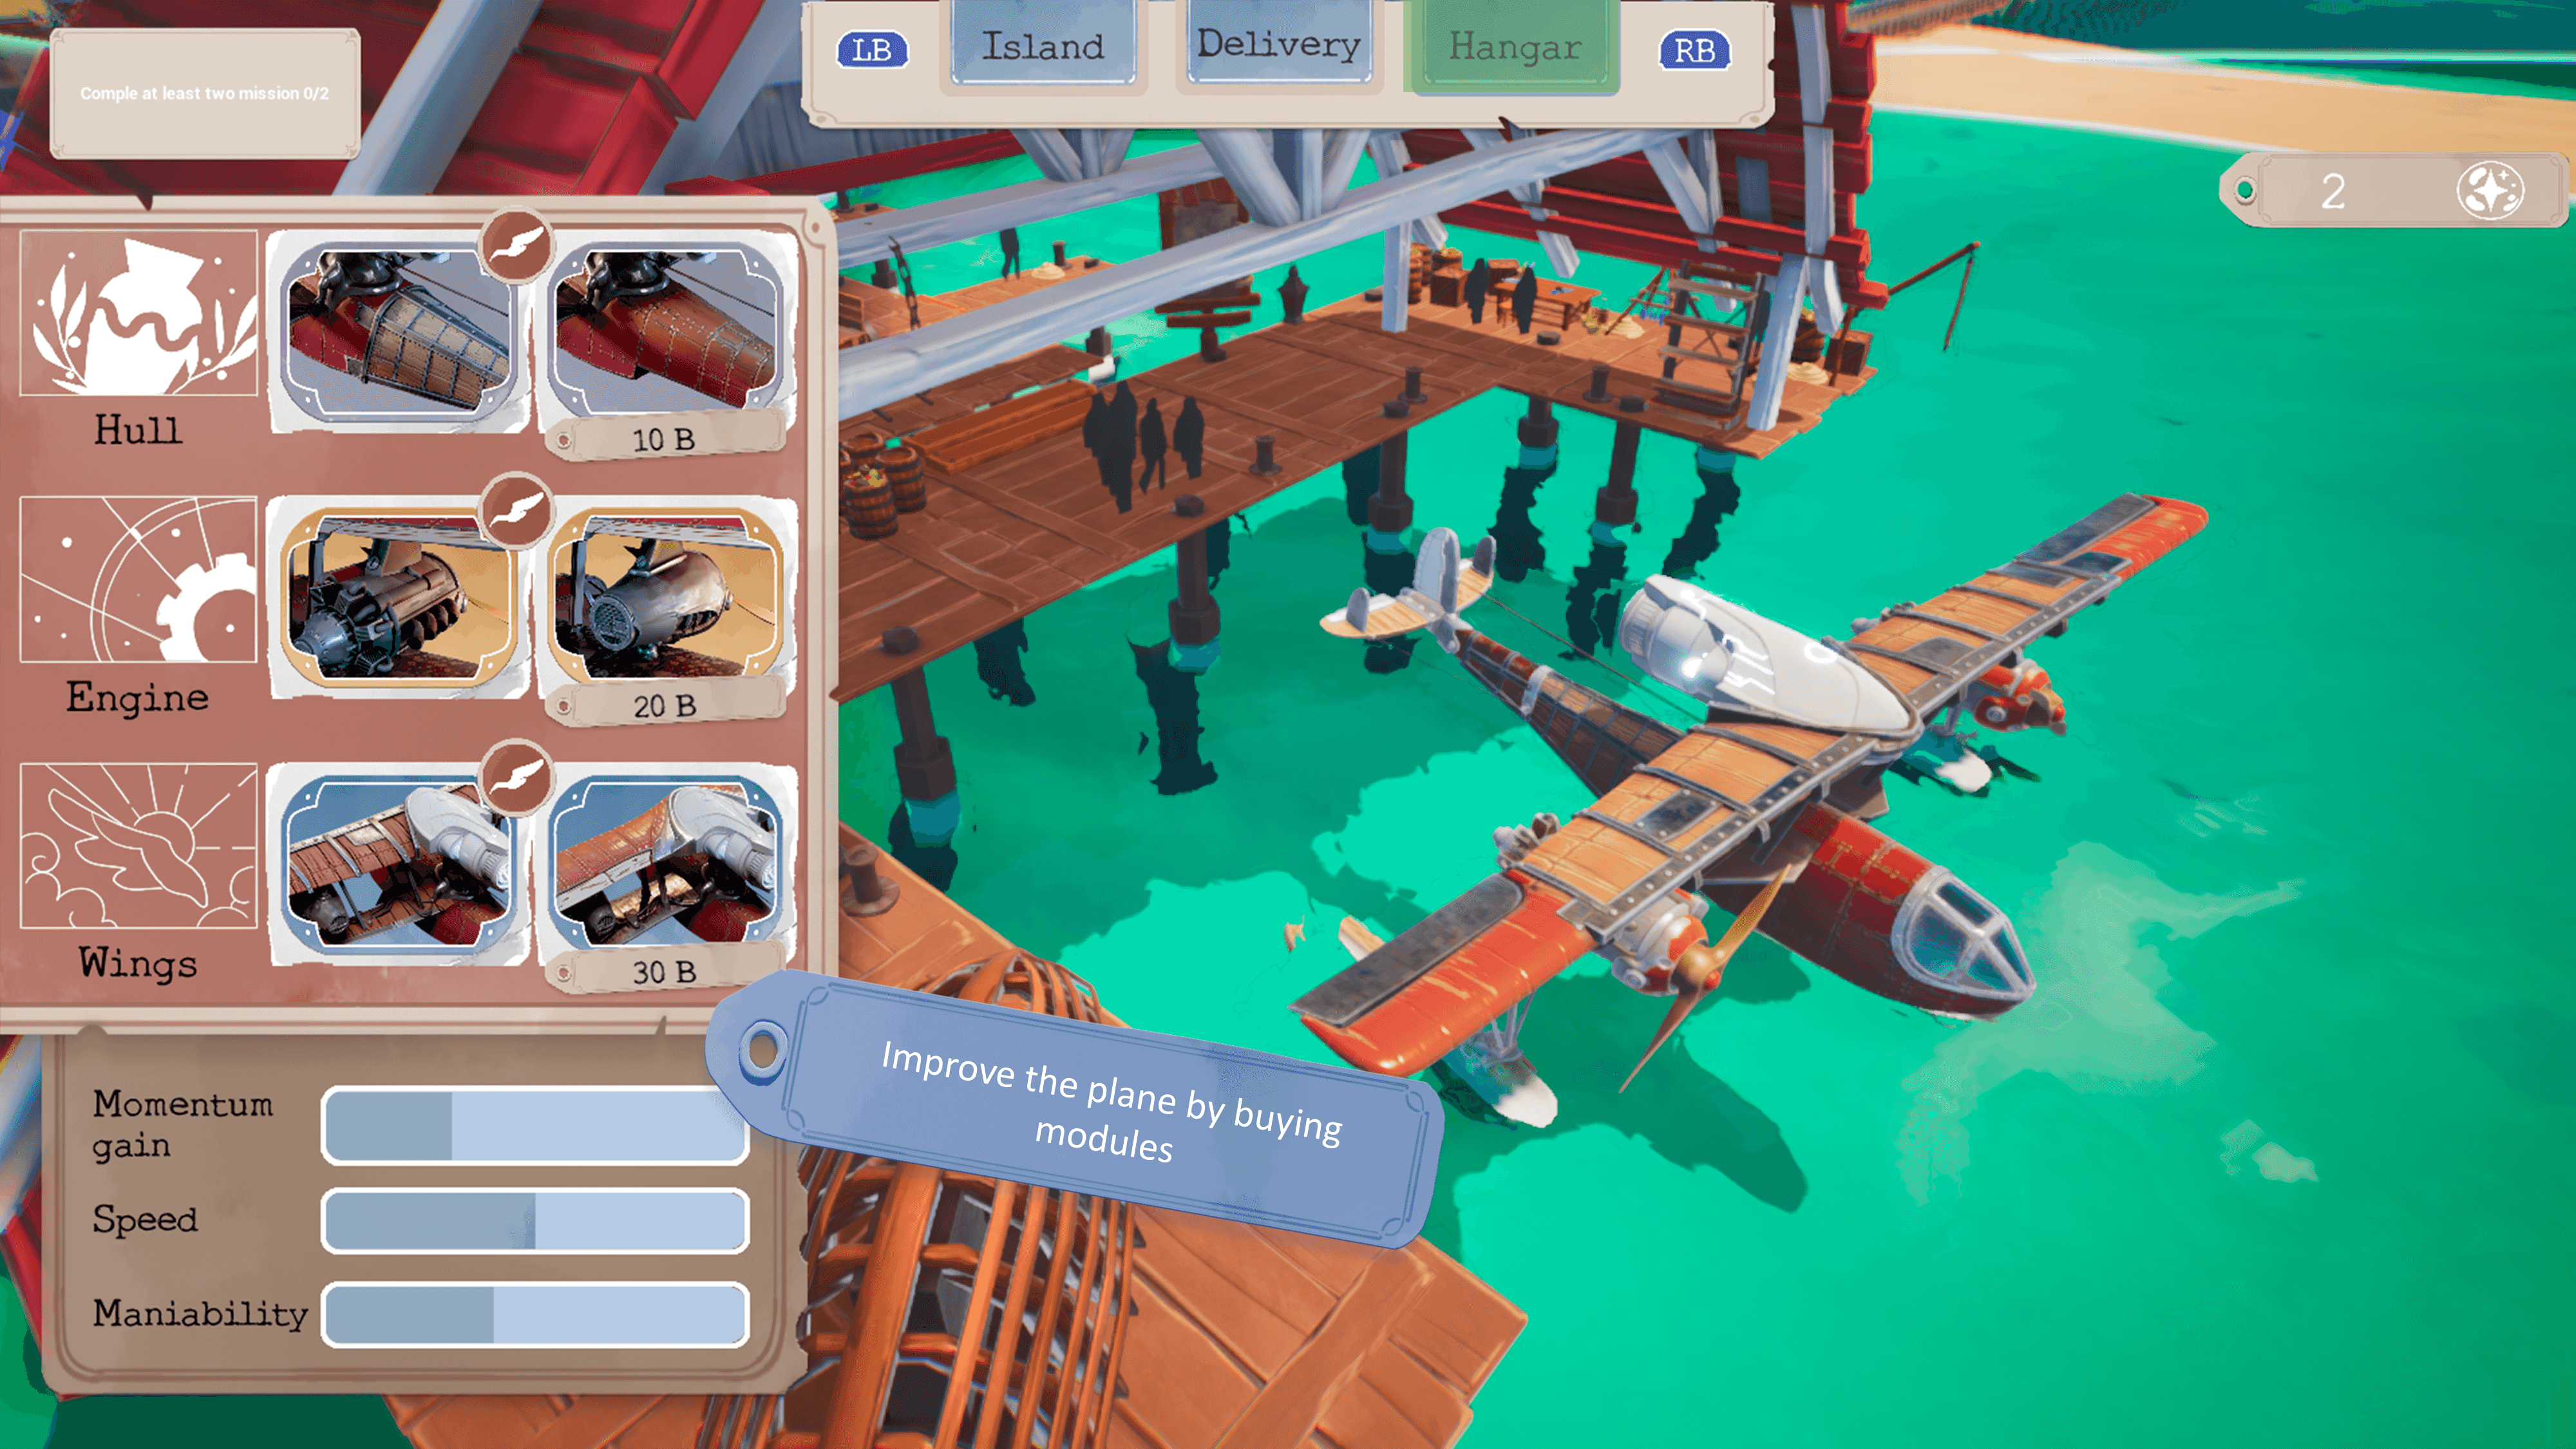 Comple at least two mission 0/2
LB
Island
Delivery
Hangar
RB
2
Hull
10 B
Engine
20 B
Wings
30 B
Improve the plane by buying
modules
Momentum
gain
Speed
Maniability